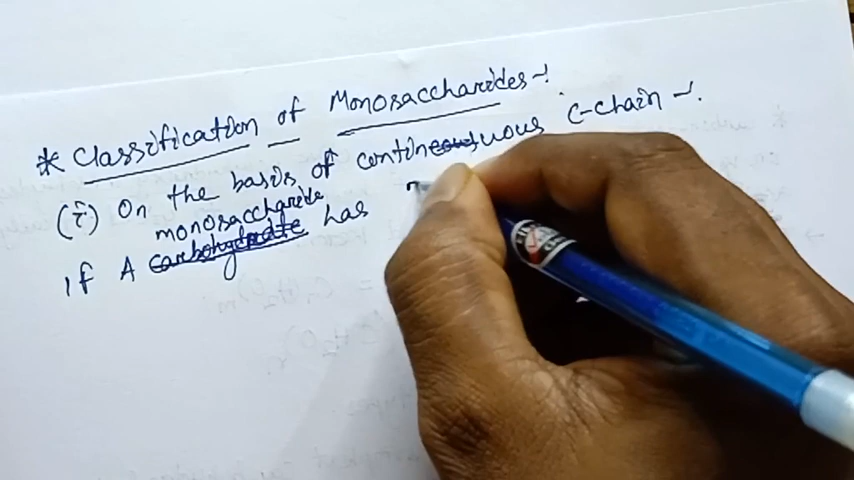 * Classification of Monosaccharides -!
(i) On the basis of continuous C-chain -!
monosaccharide
If A carbohydrate has